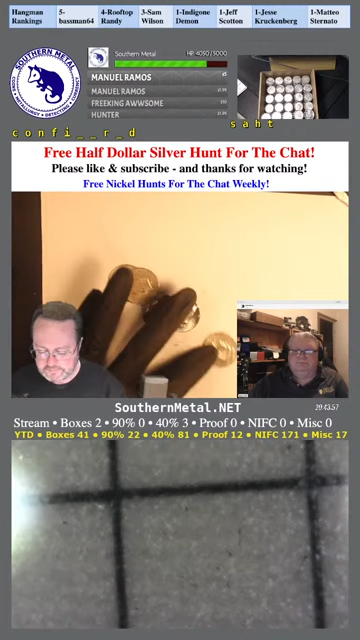 Hangman Rankings
5-bassman64
4-Rooftop Randy
3-Sam Wilson
1-Indigone Demon
1-Jeff Scotton
1-Jesse Kruckenberg
1-Matteo Sternato
SOUTHERN METAL
Southern Metal
HP: 4050/5000
MANUEL RAMOS
MANUEL RAMOS
FREEKING AWWSOME
HUNTER
c o n f i _ _ r _ d
s a h t
Free Half Dollar Silver Hunt For The Chat!
Please like & subscribe - and thanks for watching!
Free Nickel Hunts For The Chat Weekly!
SouthernMetal.NET
20:43:57
Stream • Boxes 2 • 90% 0 • 40% 3 • Proof 0 • NIFC 0 • Misc 0
YTD • Boxes 41 • 90% 22 • 40% 81 • Proof 12 • NIFC 171 • Misc 17